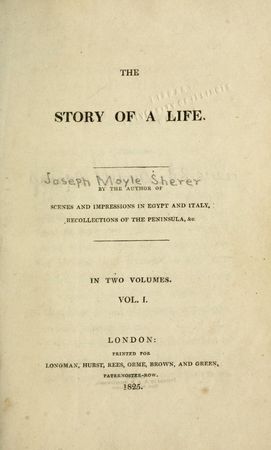 THE
STORY OF A LIFE.
Joseph Moyle Sherer
BY THE AUTHOR OF
SCENES AND IMPRESSIONS IN EGYPT AND ITALY,
RECOLLECTIONS OF THE PENINSULA, &c.
IN TWO VOLUMES.
VOL. I.
LONDON:
PRINTED FOR
LONGMAN, HURST, REES, ORME, BROWN, AND GREEN,
PATERNOSTER-ROW.
1825.